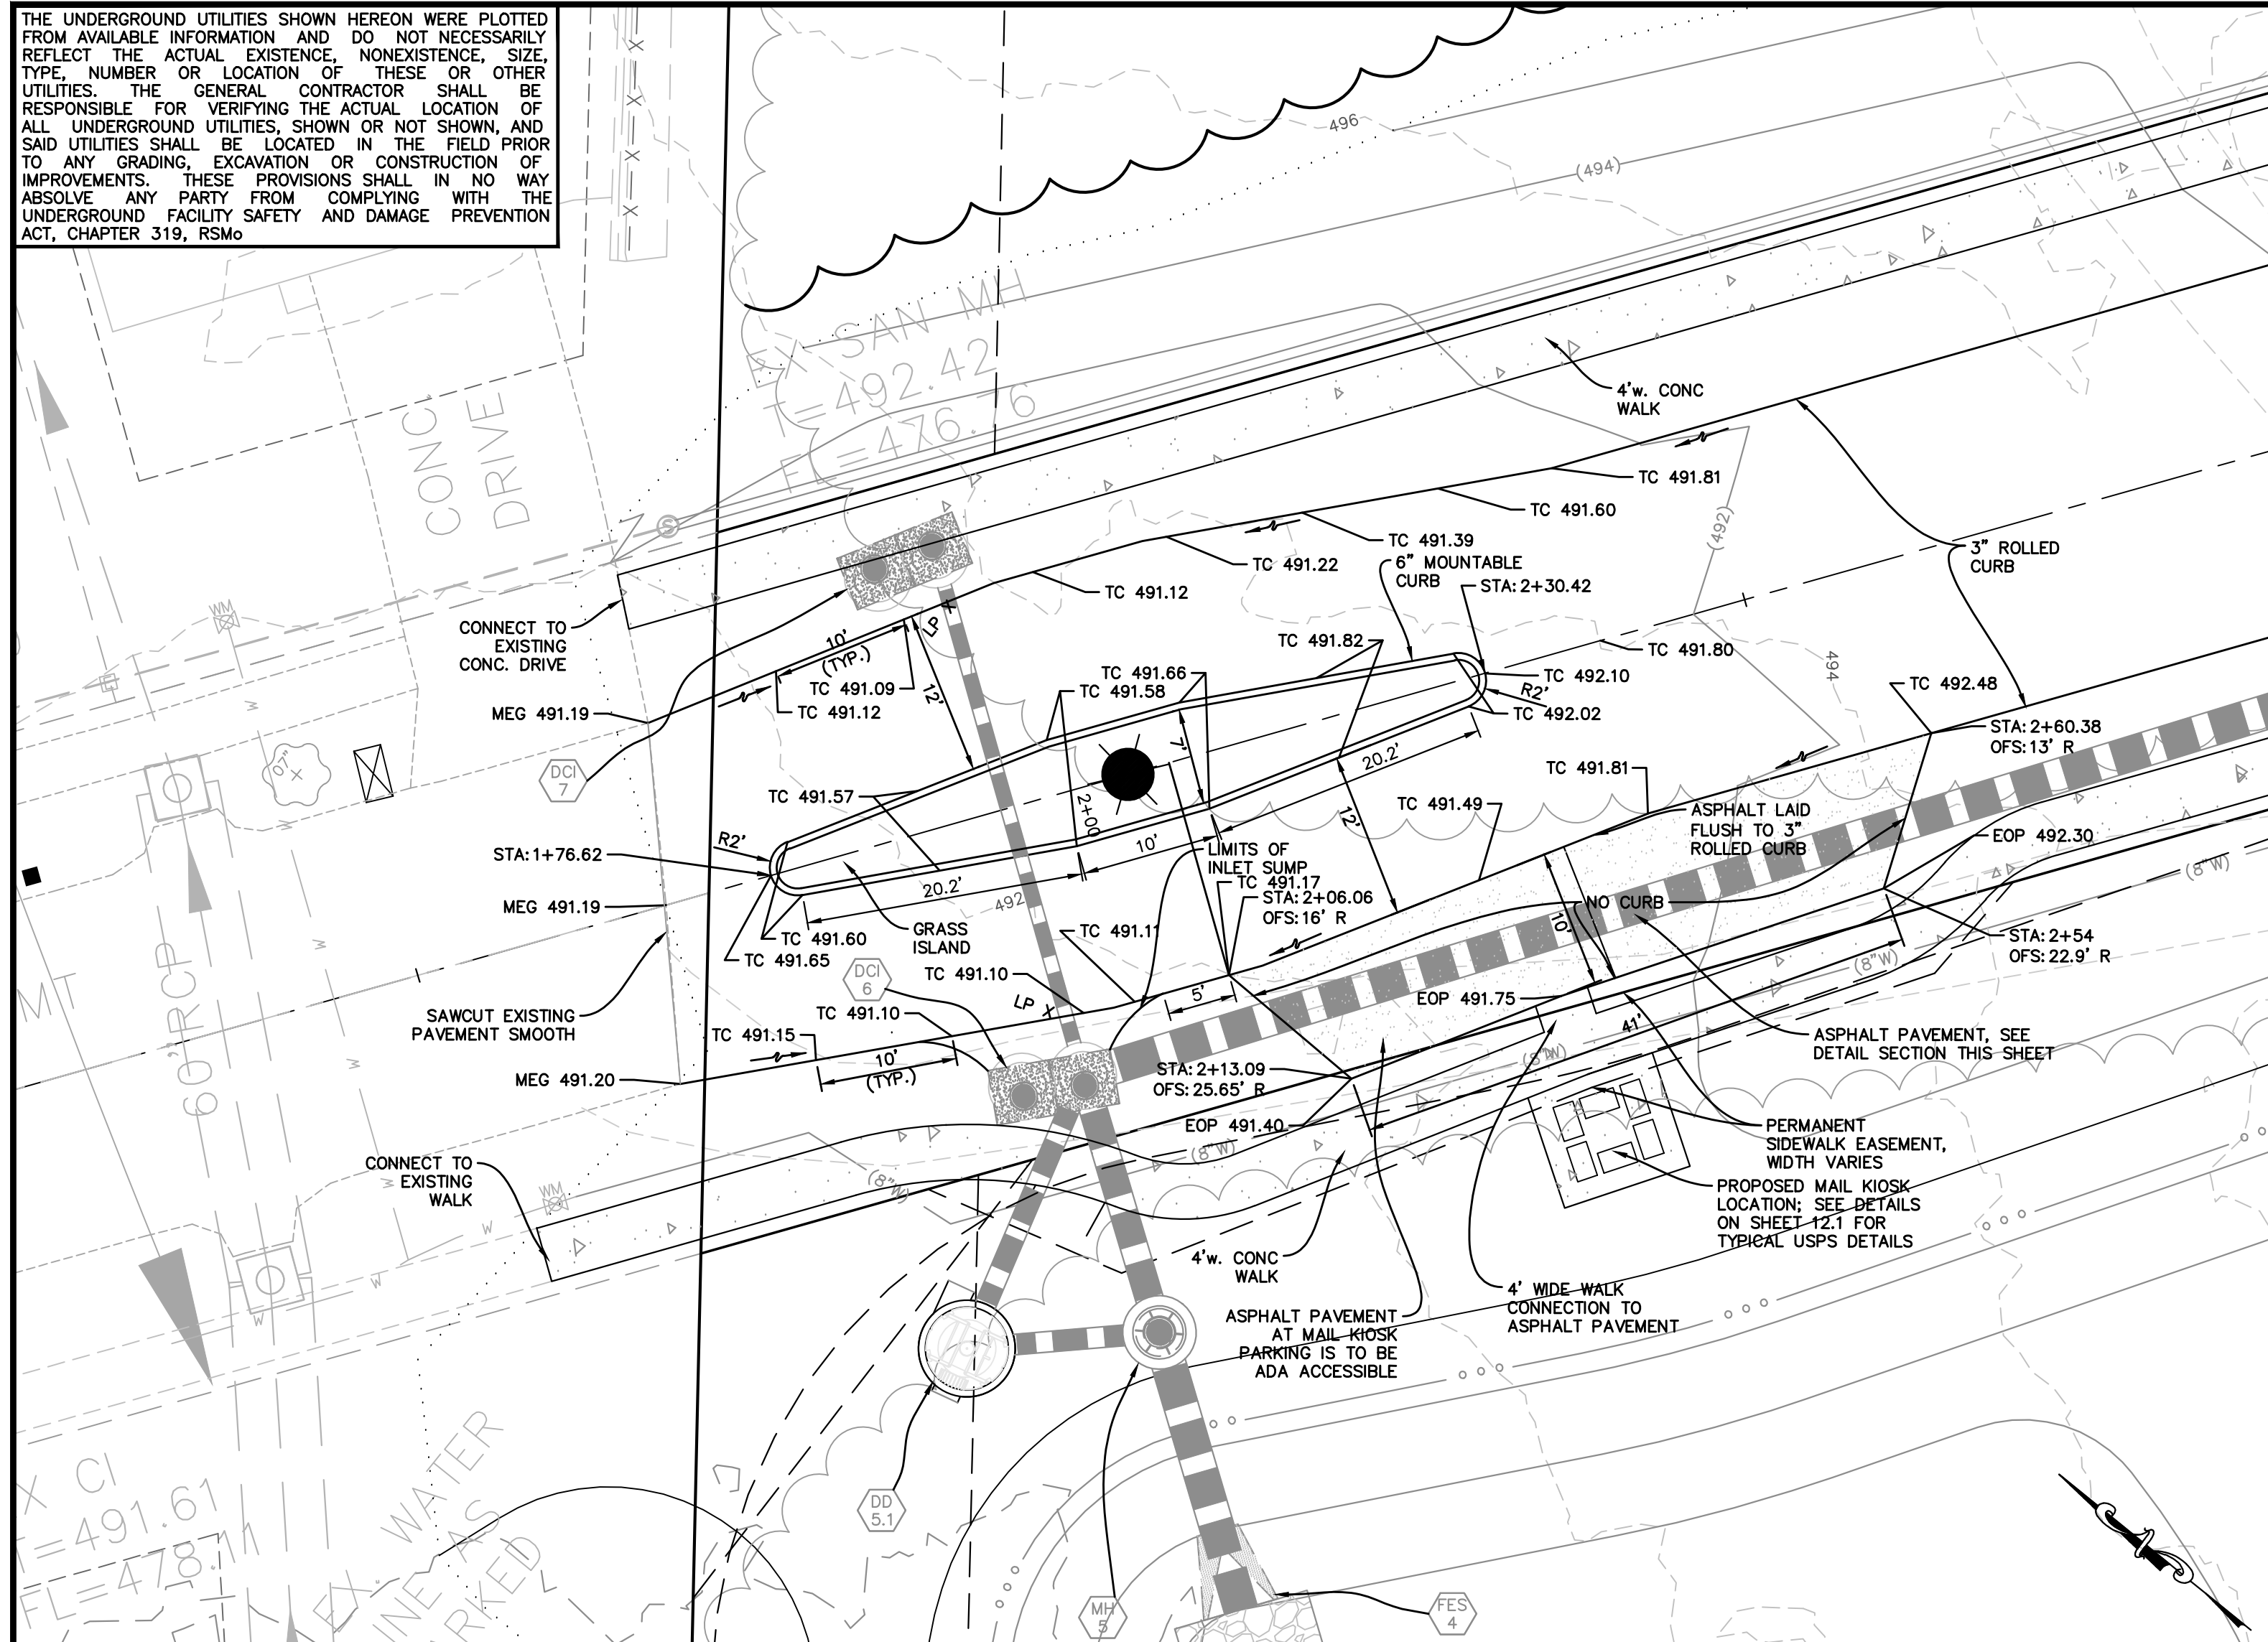 THE UNDERGROUND UTILITIES SHOWN HEREON WERE PLOTTED
FROM AVAILABLE INFORMATION AND DO NOT NECESSARILY
REFLECT THE ACTUAL EXISTENCE, NONEXISTENCE, SIZE,
TYPE, NUMBER OR LOCATION OF THESE OR OTHER
UTILITIES. THE GENERAL CONTRACTOR SHALL BE
RESPONSIBLE FOR VERIFYING THE ACTUAL LOCATION OF
ALL UNDERGROUND UTILITIES, SHOWN OR NOT SHOWN, AND
SAID UTILITIES SHALL BE LOCATED IN THE FIELD PRIOR
TO ANY GRADING, EXCAVATION OR CONSTRUCTION OF
IMPROVEMENTS. THESE PROVISIONS SHALL IN NO WAY
ABSOLVE ANY PARTY FROM COMPLYING WITH THE
UNDERGROUND FACILITY SAFETY AND DAMAGE PREVENTION
ACT, CHAPTER 319, RSMo
496
(494)
EX SAN MH
T=492.42
FL=476.76
CONC.
DRIVE
4'w. CONC
WALK
TC 491.81
TC 491.60
(492)
TC 491.39
TC 491.22
TC 491.12
6" MOUNTABLE
CURB
STA: 2+30.42
3" ROLLED
CURB
WM
CONNECT TO
EXISTING
CONC. DRIVE
LP X
10'
(TYP.)
TC 491.09
TC 491.12
12'
MEG 491.19
TC 491.82
TC 491.66
TC 491.58
TC 491.80
TC 492.10
R2'
TC 492.02
494
TC 492.48
STA: 2+60.38
OFS: 13' R
DCI
7
07"
7'
20.2'
TC 491.57
2+00
12'
TC 491.81
TC 491.49
ASPHALT LAID
FLUSH TO 3"
ROLLED CURB
EOP 492.30
R2'
STA: 1+76.62
10'
LIMITS OF
INLET SUMP
TC 491.17
STA: 2+06.06
OFS: 16' R
20.2'
492
NO CURB
(8"W)
MEG 491.19
TC 491.60
TC 491.65
GRASS
ISLAND
TC 491.11
10'
STA: 2+54
OFS: 22.9' R
(8"W)
DCI
6
TC 491.10
LP X
5'
EOP 491.75
60" RCP
SAWCUT EXISTING
PAVEMENT SMOOTH
TC 491.10
TC 491.15
10'
(TYP.)
41'
ASPHALT PAVEMENT, SEE
DETAIL SECTION THIS SHEET
MEG 491.20
STA: 2+13.09
OFS: 25.65' R
(8"W)
EOP 491.40
(8"W)
(8"W)
PERMANENT
SIDEWALK EASEMENT,
WIDTH VARIES
CONNECT TO
EXISTING
WALK
WM
W
PROPOSED MAIL KIOSK
LOCATION; SEE DETAILS
ON SHEET 12.1 FOR
TYPICAL USPS DETAILS
4'w. CONC
WALK
4' WIDE WALK
CONNECTION TO
ASPHALT PAVEMENT
ASPHALT PAVEMENT
AT MAIL KIOSK
PARKING IS TO BE
ADA ACCESSIBLE
DD
5.1
MH
5
FES
4
X CI
T=491.61
FL=478.11
EX. WATER